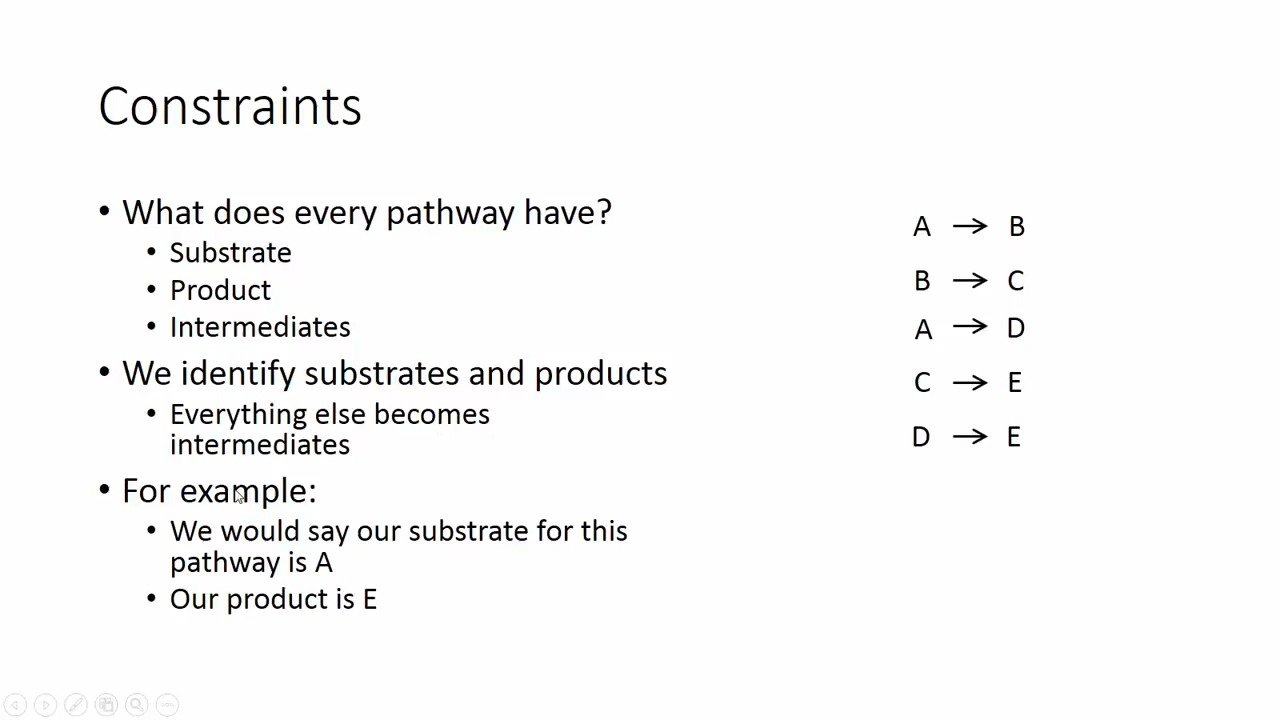 Constraints
• What does every pathway have?
• Substrate
• Product
• Intermediates
• We identify substrates and products
• Everything else becomes
intermediates
• For example:
• We would say our substrate for this
pathway is A
• Our product is E
A → B
B → C
A → D
C → E
D → E